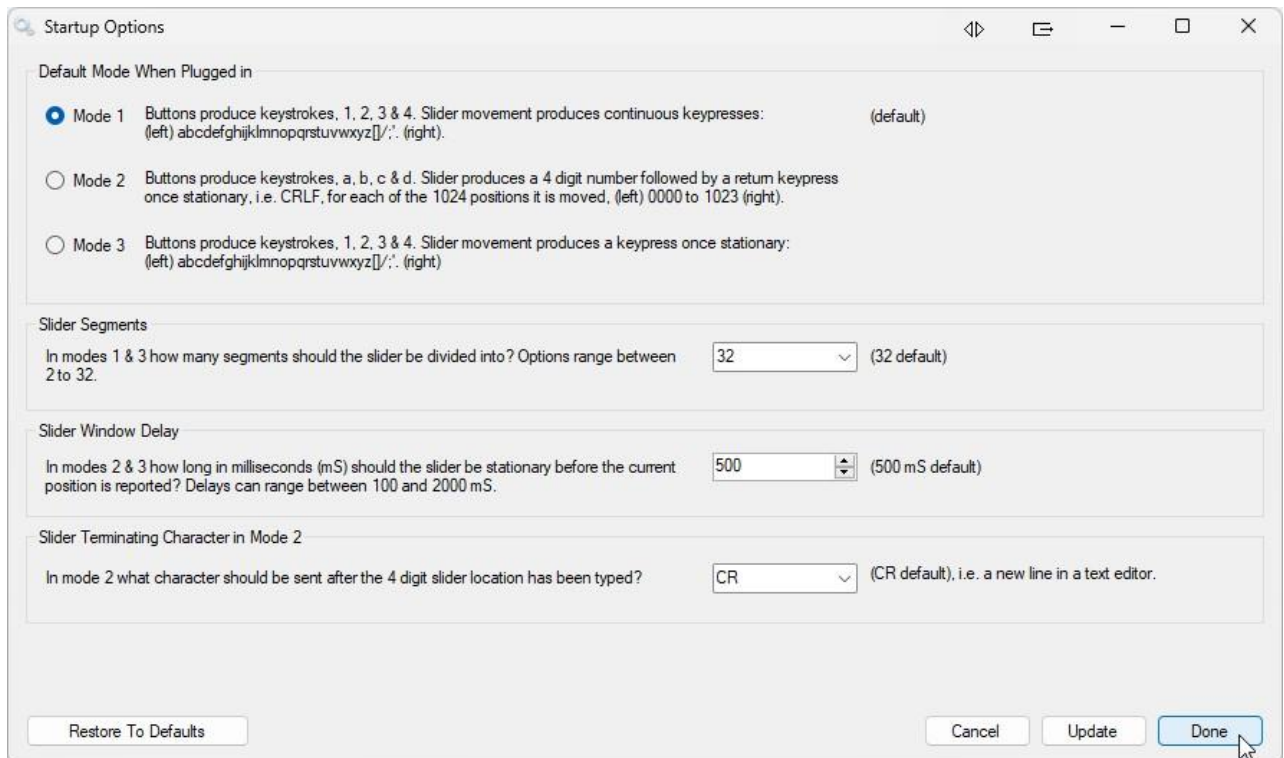 Startup Options
Default Mode When Plugged in
Mode 1 Buttons produce keystrokes, 1, 2, 3 & 4. Slider movement produces continuous keypresses: (default)
(left) abcdefghijklmnopqrstuvwxyz[]/;'. (right).
Mode 2 Buttons produce keystrokes, a, b, c & d. Slider produces a 4 digit number followed by a return keypress
once stationary, i.e. CRLF, for each of the 1024 positions it is moved, (left) 0000 to 1023 (right).
Mode 3 Buttons produce keystrokes, 1, 2, 3 & 4. Slider movement produces a keypress once stationary:
(left) abcdefghijklmnopqrstuvwxyz[]/;'. (right)
Slider Segments
In modes 1 & 3 how many segments should the slider be divided into? Options range between 32 (32 default)
2 to 32.
Slider Window Delay
In modes 2 & 3 how long in milliseconds (mS) should the slider be stationary before the current 500 (500 mS default)
position is reported? Delays can range between 100 and 2000 mS.
Slider Terminating Character in Mode 2
In mode 2 what character should be sent after the 4 digit slider location has been typed? CR (CR default), i.e. a new line in a text editor.
Restore To Defaults Cancel Update Done